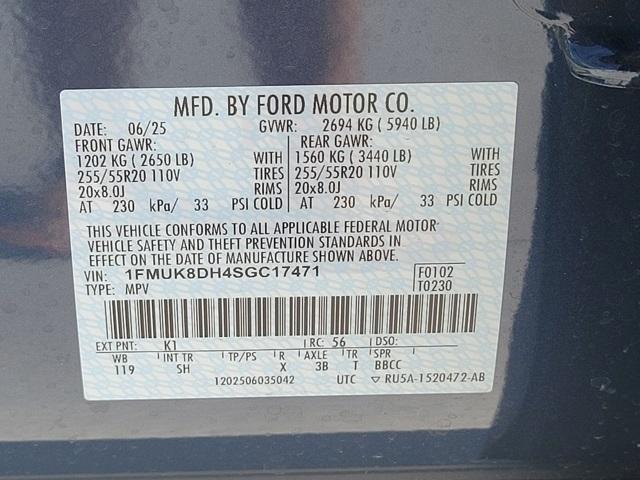 MFD. BY FORD MOTOR CO.
DATE: 06/25 GVWR: 2694 KG ( 5940 LB)
FRONT GAWR: REAR GAWR:
1202 KG ( 2650 LB) WITH 1560 KG ( 3440 LB) WITH
255/55R20 110V TIRES 255/55R20 110V TIRES
20x8.0J RIMS 20x8.0J RIMS
AT 230 kPa/ 33 PSI COLD AT 230 kPa/ 33 PSI COLD
THIS VEHICLE CONFORMS TO ALL APPLICABLE FEDERAL MOTOR
VEHICLE SAFETY AND THEFT PREVENTION STANDARDS IN
EFFECT ON THE DATE OF MANUFACTURE SHOWN ABOVE.
VIN: 1FMUK8DH4SGC17471 F0102
TYPE: MPV T0230
EXT PNT: K1 RC: 56 DSO:
WB INT TR TP/PS R AXLE TR SPR
119 SH X 3B T BBCC
1202506035042 UTC ▽ RU5A-1520472-AB